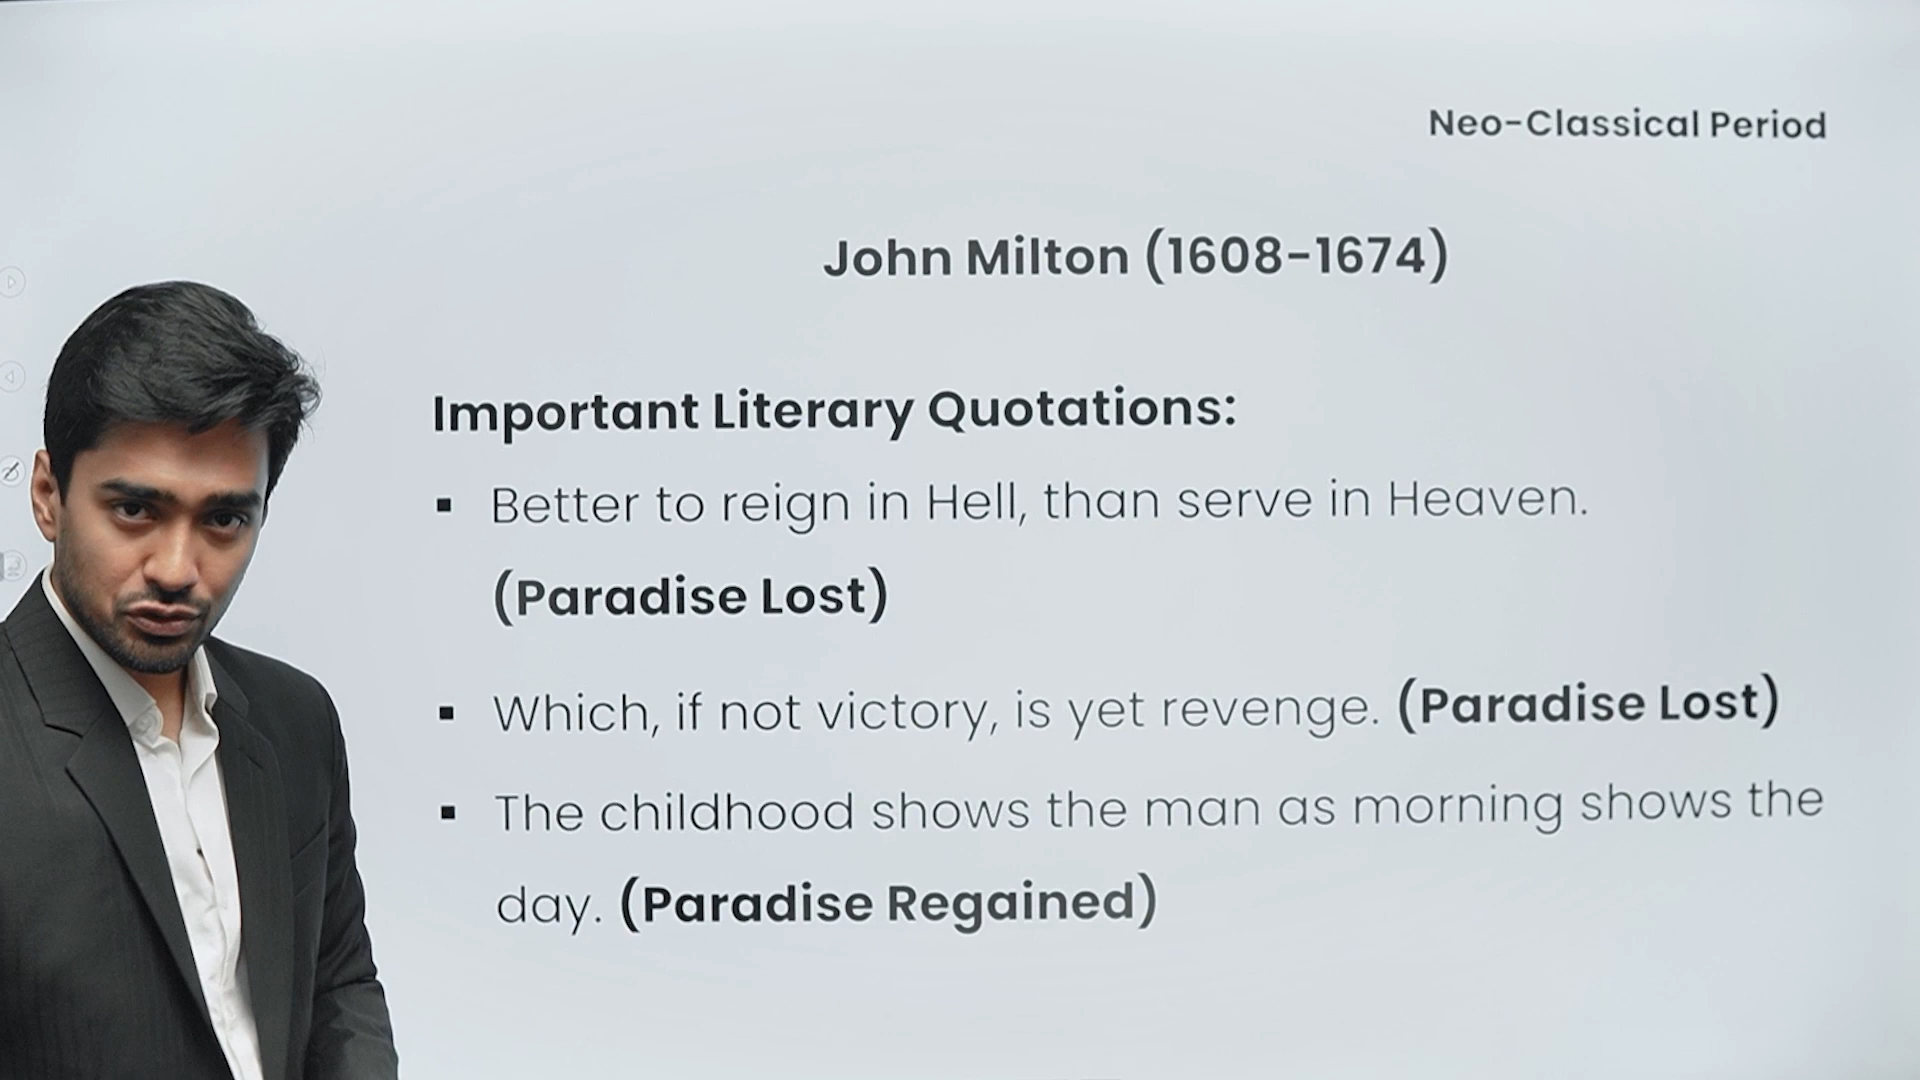 Neo-Classical Period
John Milton (1608-1674)
Important Literary Quotations:
▪ Better to reign in Hell, than serve in Heaven.
(Paradise Lost)
▪ Which, if not victory, is yet revenge. (Paradise Lost)
▪ The childhood shows the man as morning shows the
day. (Paradise Regained)